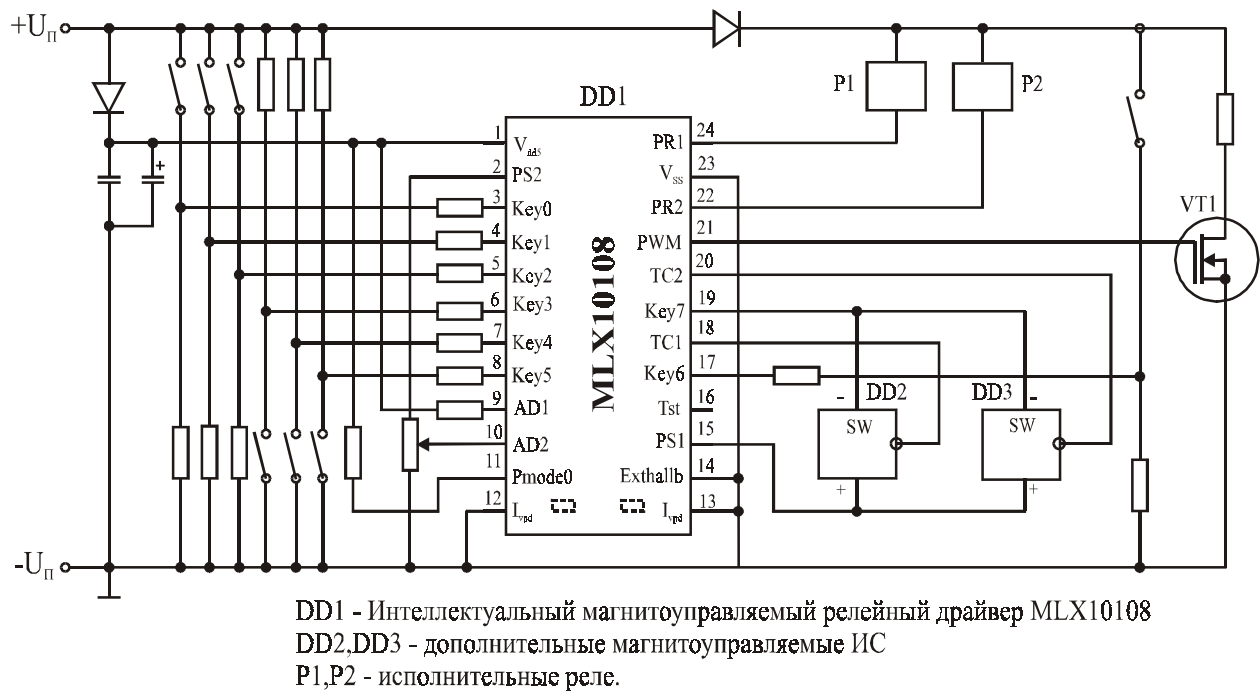 +Uп
DD1
P1
P2
MLX10108
1 Vdd5
2 PS2
3 Key0
4 Key1
5 Key2
6 Key3
7 Key4
8 Key5
9 AD1
10 AD2
11 Pmode0
12 Ivpd
24 PR1
23 VSS
22 PR2
21 PWM
20 TC2
19 Key7
18 TC1
17 Key6
16 Tst
15 PS1
14 Exthallb
13 Ivpd
VT1
+
- DD2
SW
+
DD3 -
SW
+
-Uп
DD1 - Интеллектуальный магнитоуправляемый релейный драйвер MLX10108
DD2,DD3 - дополнительные магнитоуправляемые ИС
P1,P2 - исполнительные реле.